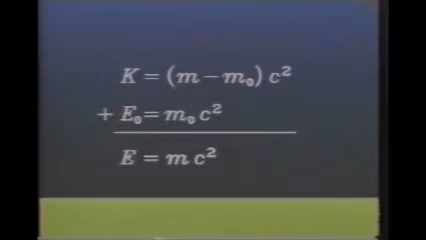 K = (m – m₀) c²
+ E₀ = m₀ c²
E = m c²